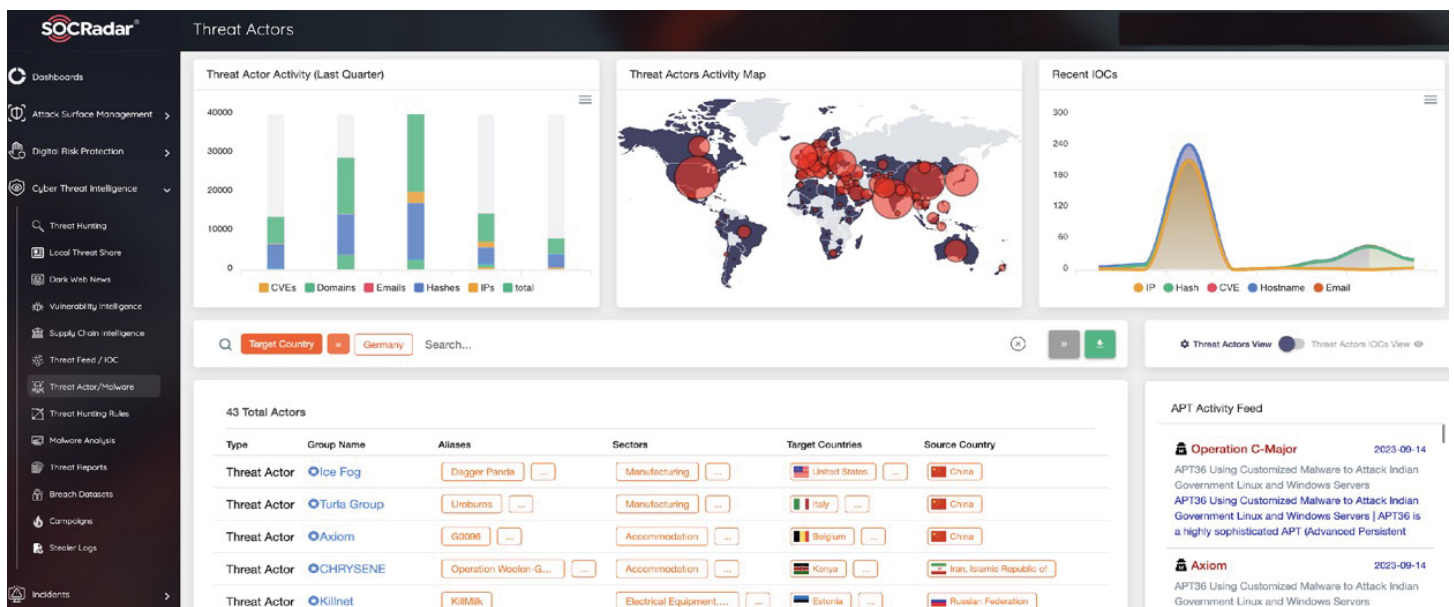 SOCRadar®
Threat Actors
Dashboards
Attack Surface Management
Digital Risk Protection
Cyber Threat Intelligence
Threat Hunting
Local Threat Share
Dark Web News
Vulnerability Intelligence
Supply Chain Intelligence
Threat Feed / IOC
Threat Actor/Malware
Threat Hunting Rules
Malware Analysis
Threat Reports
Breach Datasets
Campaigns
Stealer Logs
Incidents
Threat Actor Activity (Last Quarter)
40000
30000
20000
10000
0
CVEs Domains Emails Hashes IPs total
Threat Actors Activity Map
Recent IOCs
300
240
180
120
60
0
IP Hash CVE Hostname Email
Target Country = Germany Search...
Threat Actors View Threat Actors IOCs View
43 Total Actors
Type Group Name Aliases Sectors Target Countries Source Country
Threat Actor Ice Fog Dagger Panda ... Manufacturing ... United States ... China
Threat Actor Turla Group Uroburos ... Manufacturing ... Italy ... China
Threat Actor Axiom G0096 ... Accommodation ... Belgium ... China
Threat Actor CHRYSENE Operation Woolen-G... ... Accommodation ... Kenya ... Iran, Islamic Republic of
Threat Actor Killnet KillMilk Electrical Equipment,... ... Estonia ... Russian Federation
APT Activity Feed
Operation C-Major 2023-09-14
APT36 Using Customized Malware to Attack Indian
Government Linux and Windows Servers
APT36 Using Customized Malware to Attack Indian
Government Linux and Windows Servers | APT36 is
a highly sophisticated APT (Advanced Persistent
Axiom 2023-09-14
APT36 Using Customized Malware to Attack Indian
Government Linux and Windows Servers